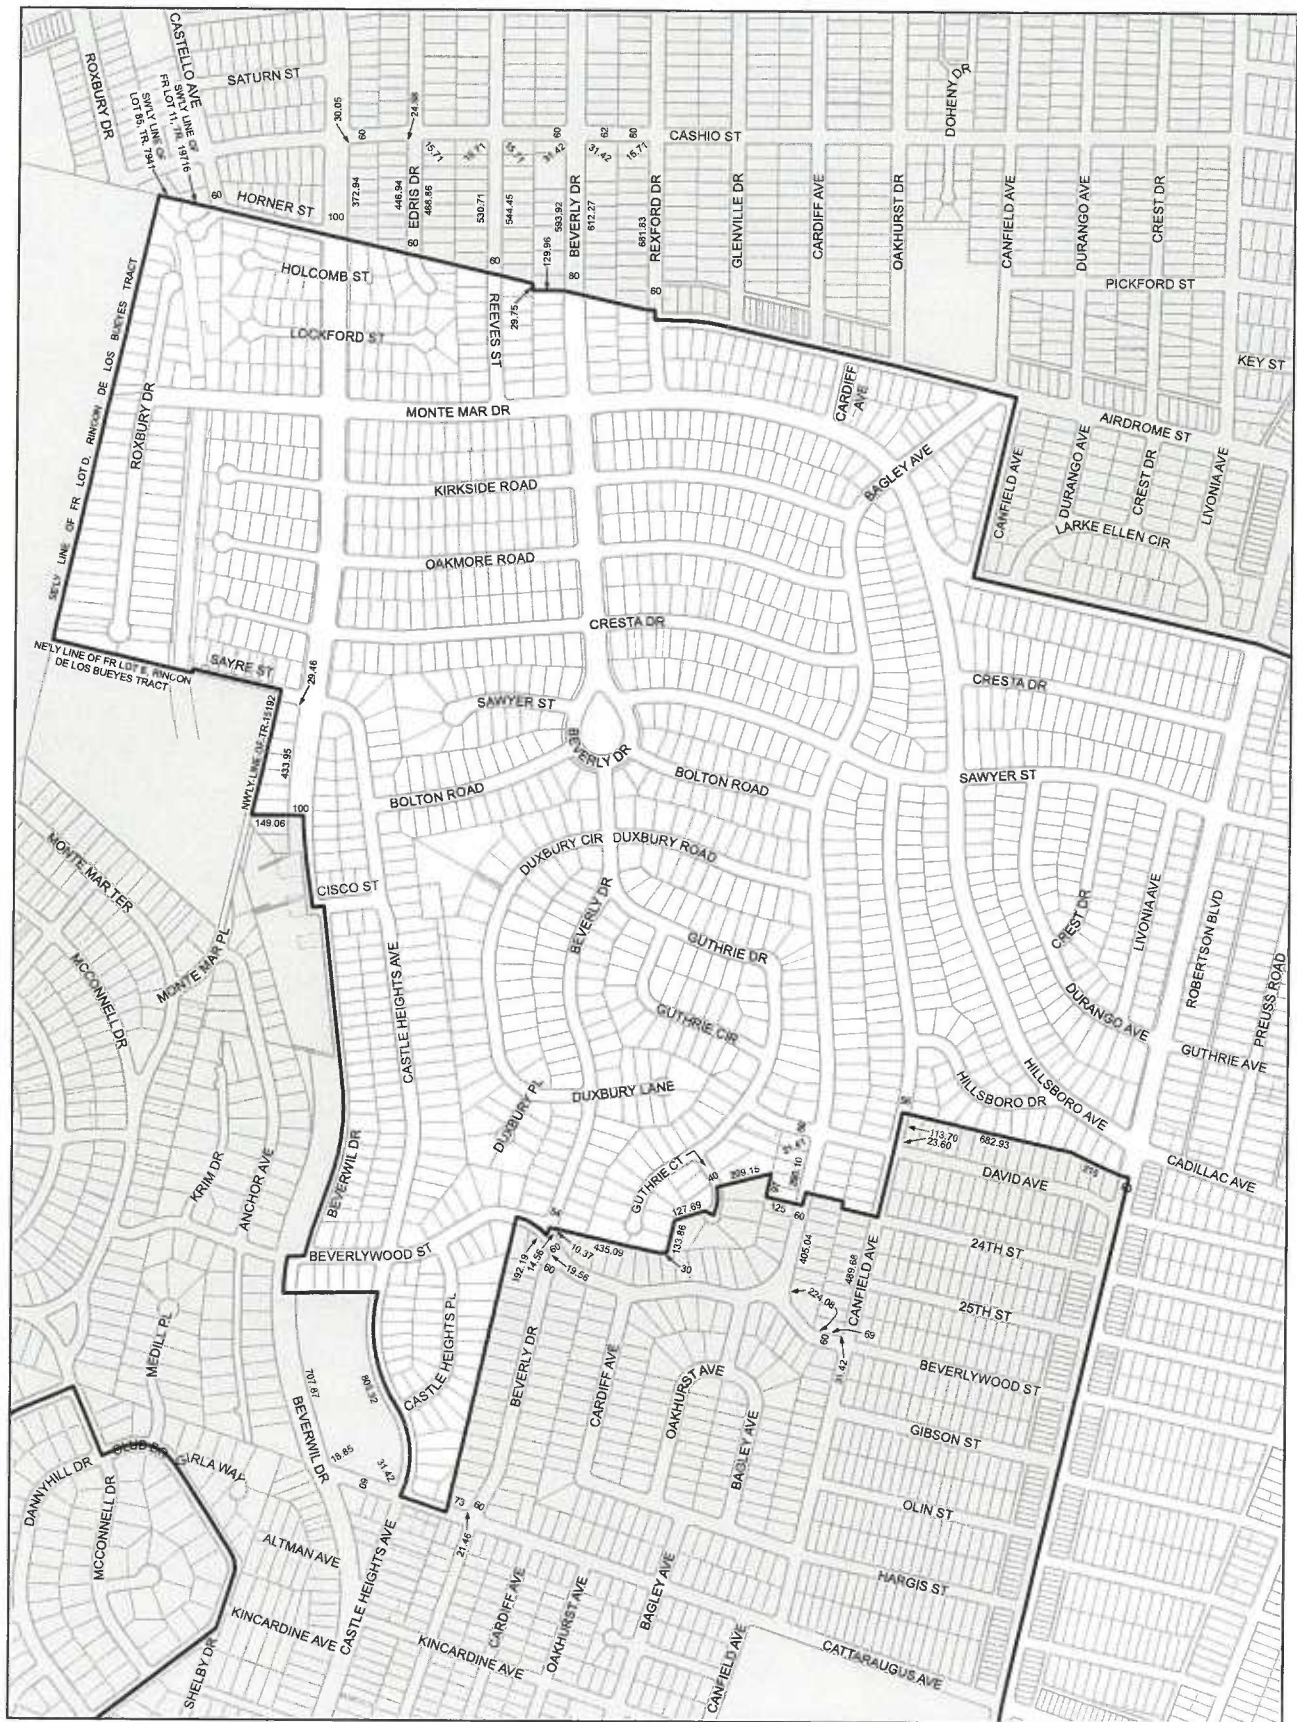 ROXBURY DR
CASTELLO AVE
SW'LY LINE OF
FR LOT 11, TR. 19716
SW'LY LINE OF
LOT 85, TR. 7941
SATURN ST
30.05
60
24.98
15.71
15.71
15.71
60
31.42
62
31.42
80
15.71
CASHIO ST
DOHENY DR
60
HORNER ST
100
372.94
446.94
466.86
EDRIS DR
60
530.71
544.45
593.92
BEVERLY DR
612.27
681.83
REXFORD DR
GLENVILLE DR
CARDIFF AVE
OAKHURST DR
CANFIELD AVE
DURANGO AVE
CREST DR
60
129.96
80
60
29.75
HOLCOMB ST
LOCKFORD ST
REEVES ST
PICKFORD ST
KEY ST
SE'LY LINE OF FR LOT D, RINCON DE LOS BUEYES TRACT
ROXBURY DR
MONTE MAR DR
CARDIFF
AVE
AIRDROME ST
BAGLEY AVE
CANFIELD AVE
DURANGO AVE
CREST DR
LIVONIA AVE
KIRKSIDE ROAD
LARKE ELLEN CIR
OAKMORE ROAD
CRESTA DR
NE'LY LINE OF FR LOT E, RINCON
DE LOS BUEYES TRACT
SAYRE ST
29.46
CRESTA DR
SAWYER ST
NW'LY LINE OF TR. 15192
433.95
BEVERLY DR
BOLTON ROAD
BOLTON ROAD
SAWYER ST
100
149.06
MONTE MAR TER
DUXBURY CIR
DUXBURY ROAD
CISCO ST
BEVERLY DR
CREST DR
LIVONIA AVE
ROBERTSON BLVD
PREUSS ROAD
MONTE MAR PL
MCCONNELL DR
CASTLE HEIGHTS AVE
GUTHRIE DR
GUTHRIE CIR
DURANGO AVE
GUTHRIE AVE
DUXBURY PL
DUXBURY LANE
HILLSBORO DR
HILLSBORO AVE
113.70
23.60
682.93
KRIM DR
ANCHOR AVE
BEVERWIL DR
GUTHRIE CT
40
209.15
127.69
125
60
DAVID AVE
CADILLAC AVE
BEVERLYWOOD ST
192.19
14.56
10.37
60
19.56
60
435.09
133.86
30
405.04
489.68
CANFIELD AVE
24TH ST
224.08
25TH ST
60
69
31.42
MEDILL PL
CASTLE HEIGHTS PL
BEVERLY DR
CARDIFF AVE
OAKHURST AVE
BEVERLYWOOD ST
707.87
BEVERWIL DR
BAGLEY AVE
GIBSON ST
DANNYHILL DR
CLUB DR
GIRLA WAY
18.85
31.42
60
MCCONNELL DR
73
60
21.46
OLIN ST
ALTMAN AVE
CASTLE HEIGHTS AVE
HARGIS ST
CARDIFF AVE
OAKHURST AVE
BAGLEY AVE
KINCARDINE AVE
KINCARDINE AVE
SHELBY DR
CANFIELD AVE
CATTARAUGUS AVE